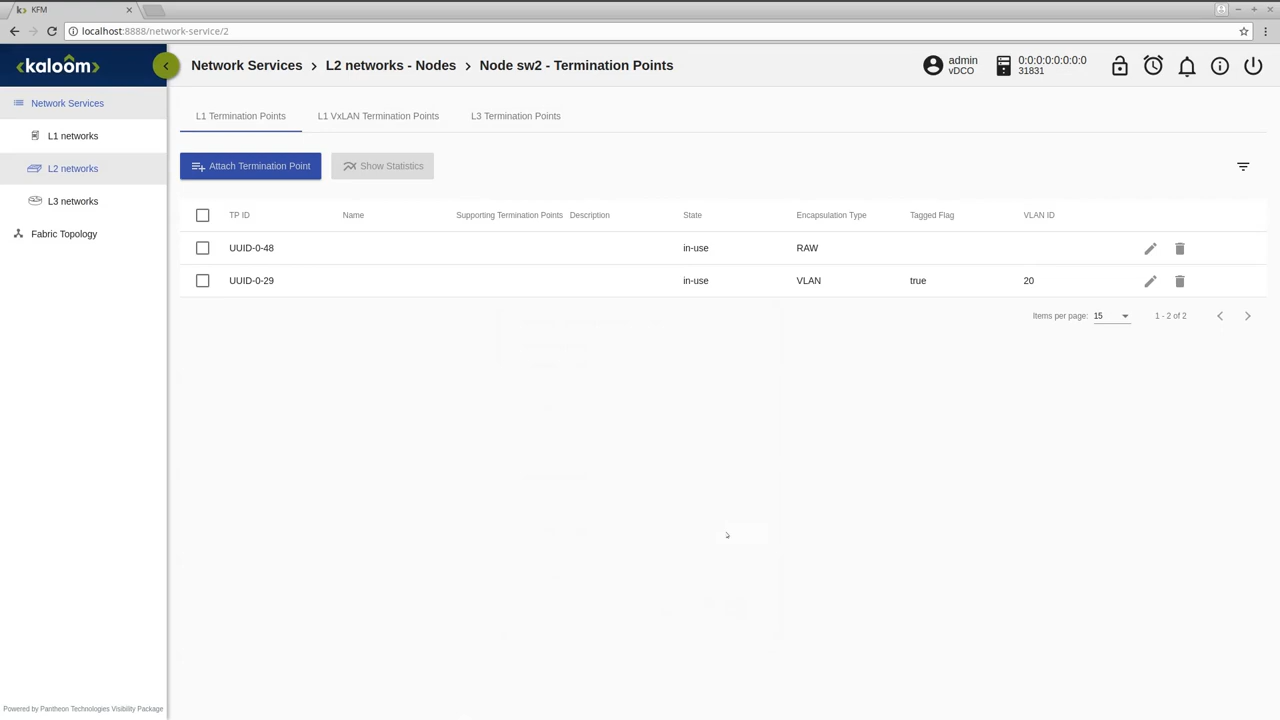 KFM
localhost:8888/network-service/2
kaloom
Network Services
L2 networks - Nodes
Node sw2 - Termination Points
admin
vDCO
0:0:0:0:0:0:0:0
31831
Network Services
L1 networks
L2 networks
L3 networks
Fabric Topology
L1 Termination Points
L1 VxLAN Termination Points
L3 Termination Points
Attach Termination Point
Show Statistics
TP ID Name Supporting Termination Points Description State Encapsulation Type Tagged Flag VLAN ID
UUID-0-48 in-use RAW
UUID-0-29 in-use VLAN true 20
Items per page: 15 1 - 2 of 2
Powered by Pantheon Technologies Visibility Package